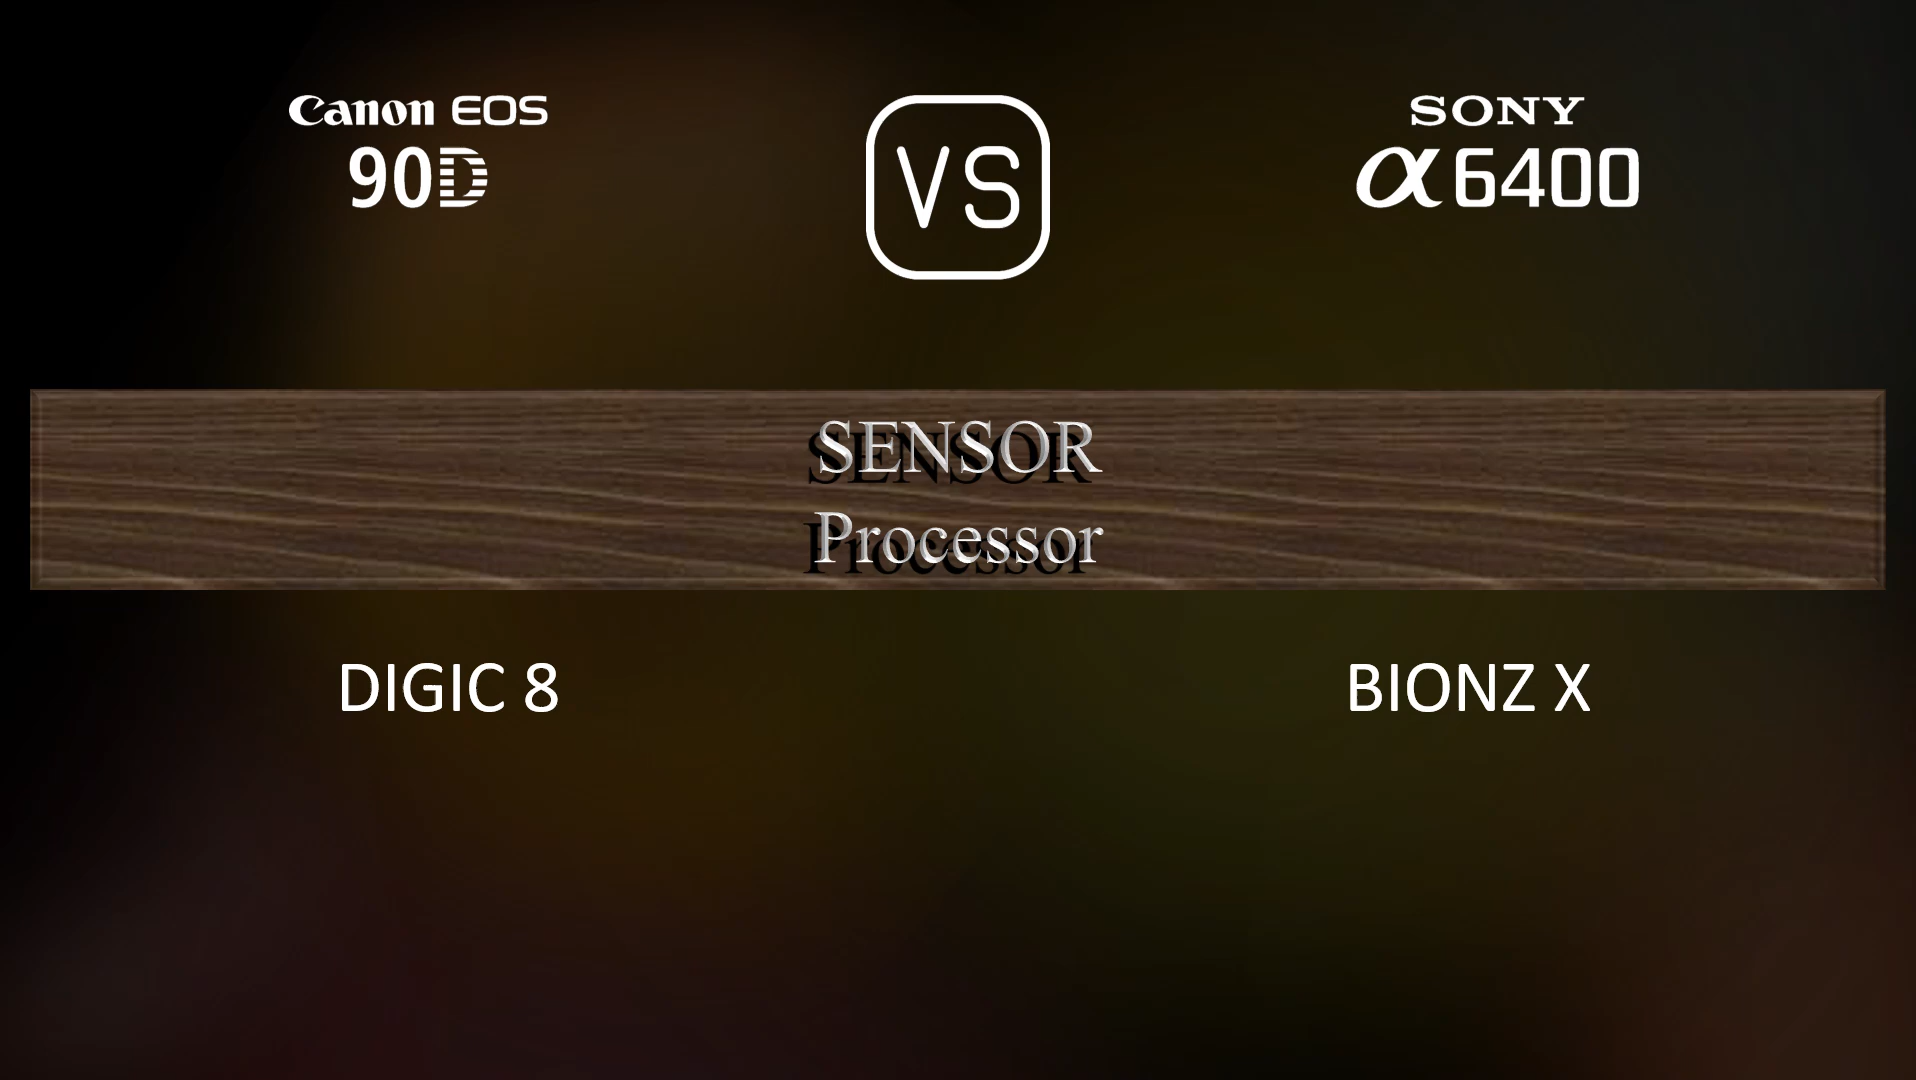 Canon EOS
90D
VS
SONY
α6400
SENSOR
Processor
DIGIC 8
BIONZ X